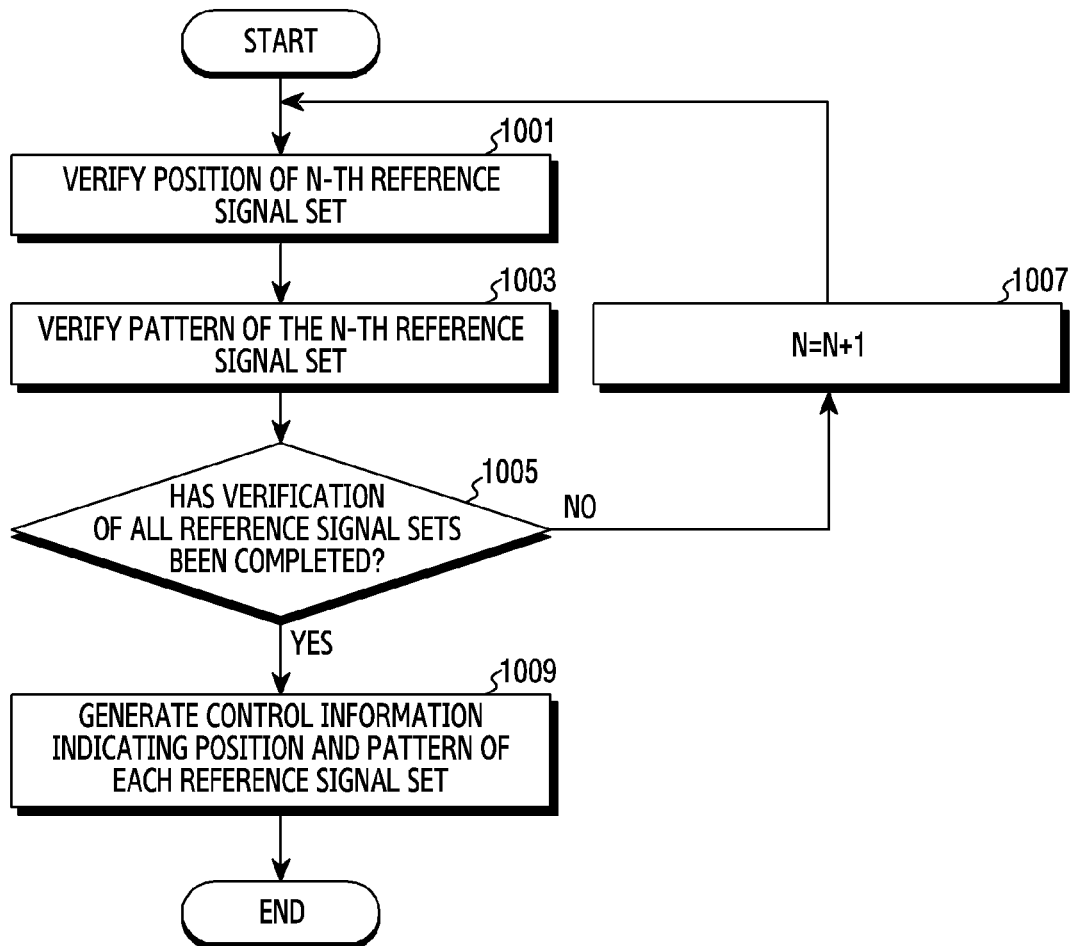 START
1001
VERIFY POSITION OF N-TH REFERENCE
SIGNAL SET
1003
VERIFY PATTERN OF THE N-TH REFERENCE
SIGNAL SET
1007
N=N+1
1005
HAS VERIFICATION
OF ALL REFERENCE SIGNAL SETS
BEEN COMPLETED?
NO
YES
1009
GENERATE CONTROL INFORMATION
INDICATING POSITION AND PATTERN OF
EACH REFERENCE SIGNAL SET
END